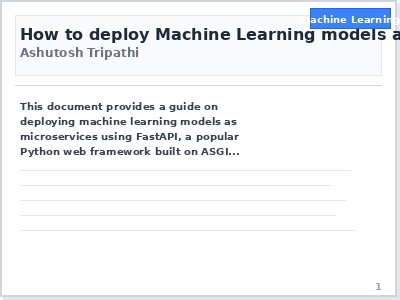 Machine Learning
How to deploy Machine Learning models a
Ashutosh Tripathi
This document provides a guide on
deploying machine learning models as
microservices using FastAPI, a popular
Python web framework built on ASGI...
1